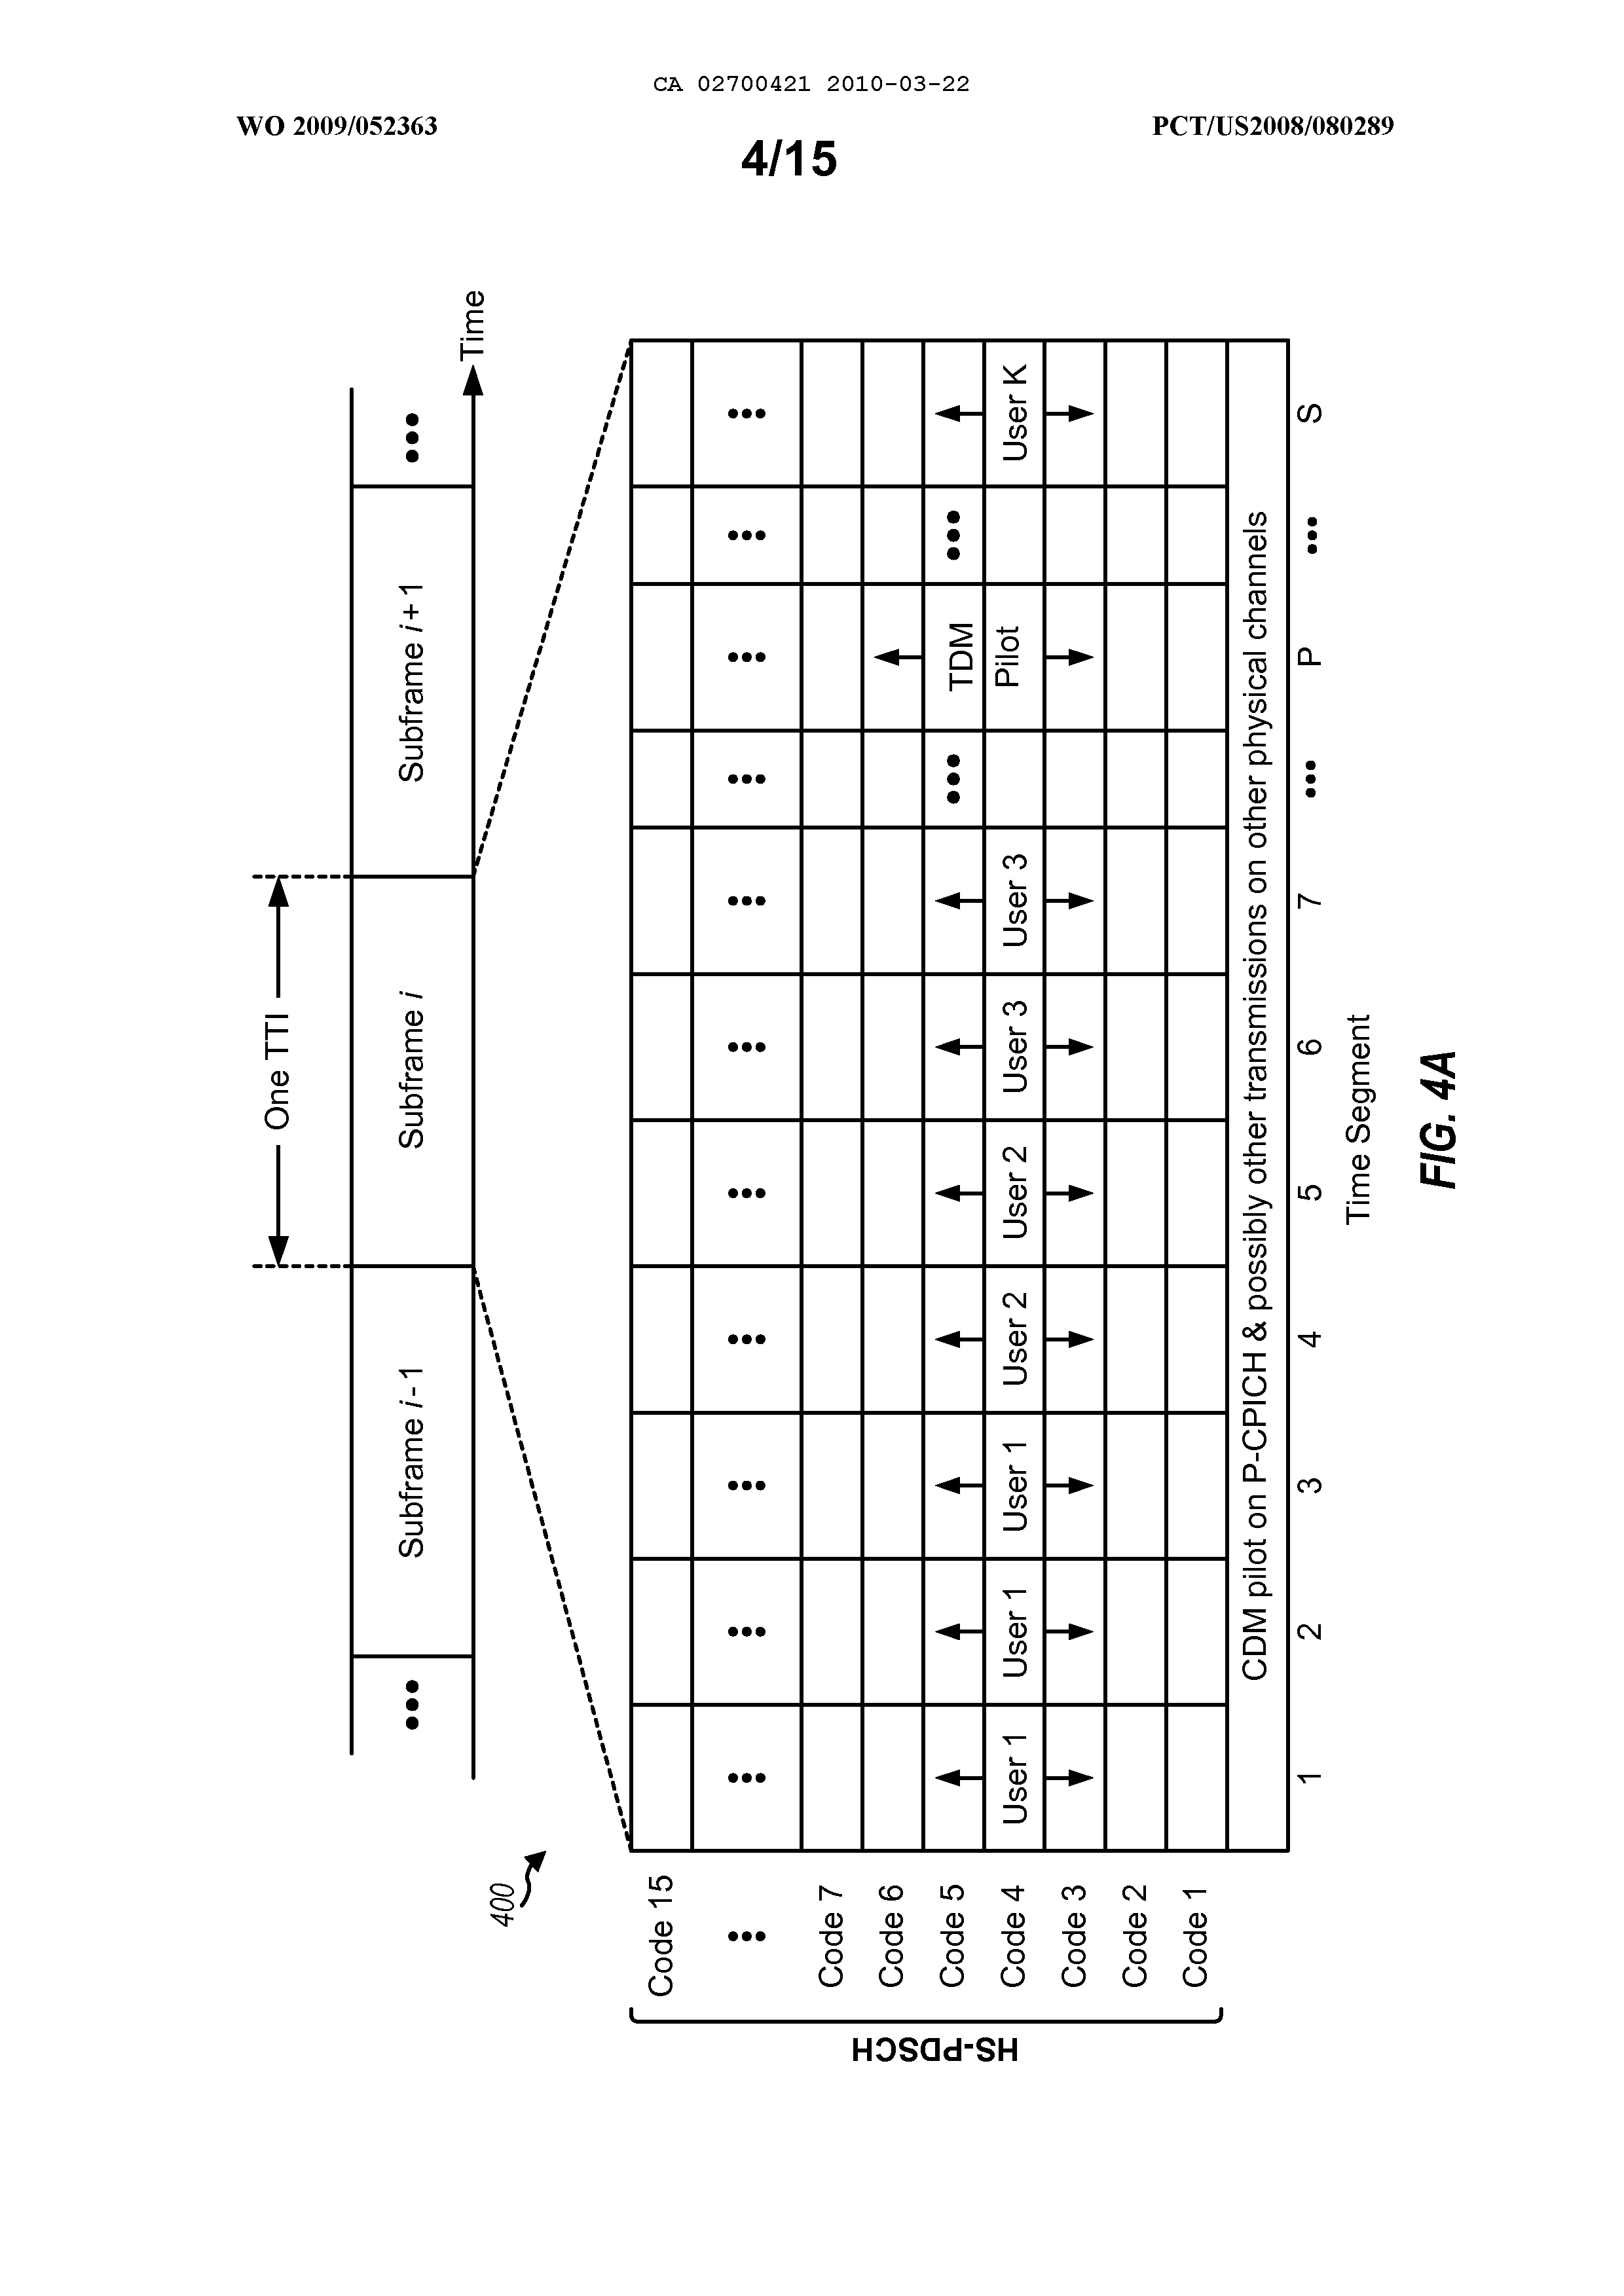 CA 02700421 2010-03-22
WO 2009/052363
PCT/US2008/080289
4/15
One TTI
••• Subframe i - 1 Subframe i Subframe i + 1 •••
Time
400
HS-PDSCH
Code 15
••• ••• ••• ••• ••• ••• ••• ••• ••• ••• ••• •••
Code 7
Code 6
Code 5 ••• TDM •••
Code 4 User 1 User 1 User 1 User 2 User 2 User 3 User 3 Pilot User K
Code 3
Code 2
Code 1
CDM pilot on P-CPICH & possibly other transmissions on other physical channels
1 2 3 4 5 6 7 ••• P ••• S
Time Segment
FIG. 4A